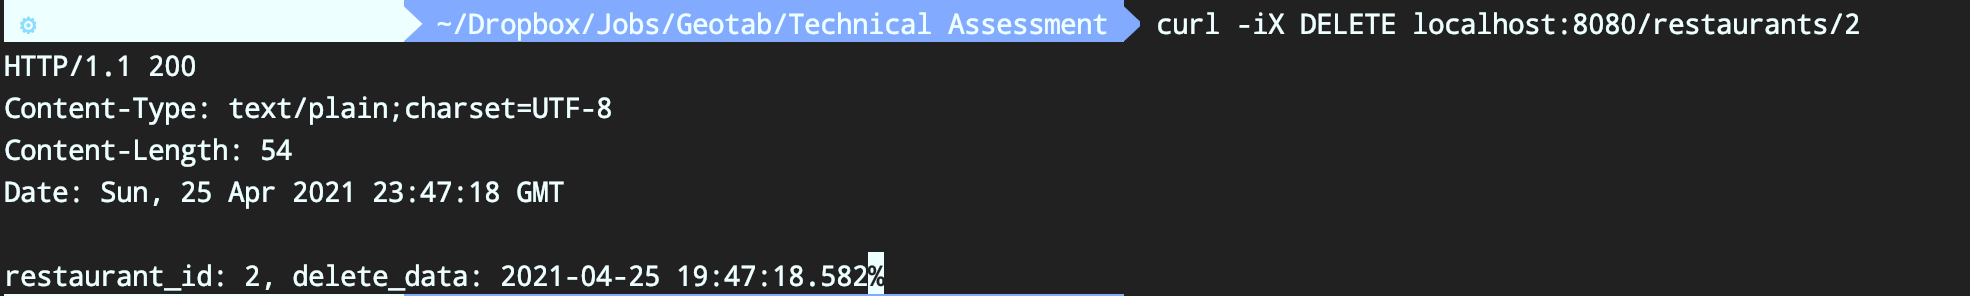 ~/Dropbox/Jobs/Geotab/Technical Assessment curl -iX DELETE localhost:8080/restaurants/2
HTTP/1.1 200
Content-Type: text/plain;charset=UTF-8
Content-Length: 54
Date: Sun, 25 Apr 2021 23:47:18 GMT
restaurant_id: 2, delete_data: 2021-04-25 19:47:18.582%